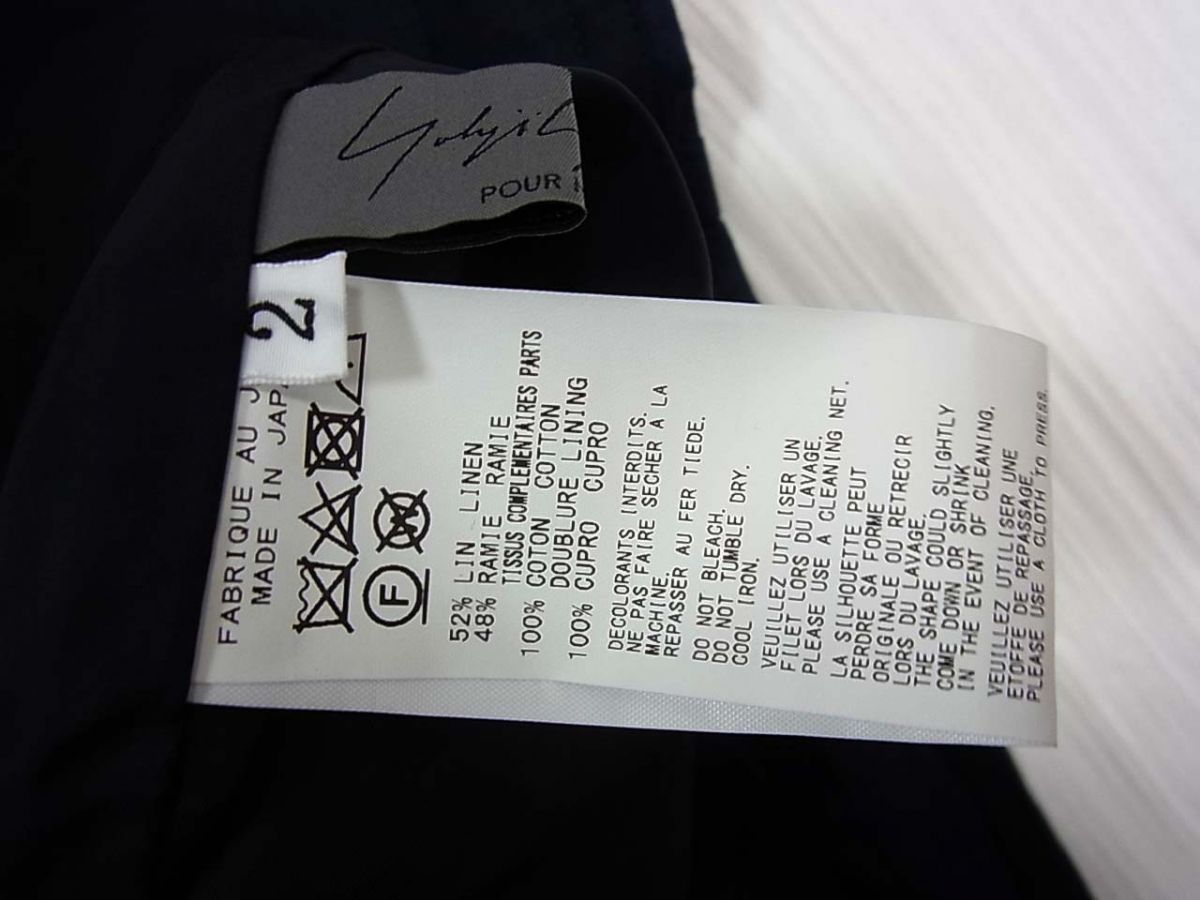 Yohji
POUR
2
FABRIQUE AU J
MADE IN JAPA
F
W
52% LIN LINEN
48% RAMIE RAMIE
TISSUS COMPLEMENTAIRES PARTS
100% COTON COTTON
DOUBLURE LINING
100% CUPRO CUPRO
DECOLORANTS INTERDITS.
NE PAS FAIRE SECHER À LA
MACHINE.
REPASSER AU FER TIEDE.
DO NOT BLEACH.
DO NOT TUMBLE DRY.
COOL IRON.
VEUILLEZ UTILISER UN
FILET LORS DU LAVAGE.
PLEASE USE A CLEANING NET.
LA SILHOUETTE PEUT
PERDRE SA FORME
ORIGINALE OU RETRECIR
LORS DU LAVAGE.
THE SHAPE COULD SLIGHTLY
COME DOWN OR SHRINK
IN THE EVENT OF CLEANING.
VEUILLEZ UTILISER UNE
ETOFFE DE REPASSAGE.
PLEASE USE A CLOTH TO PRESS.